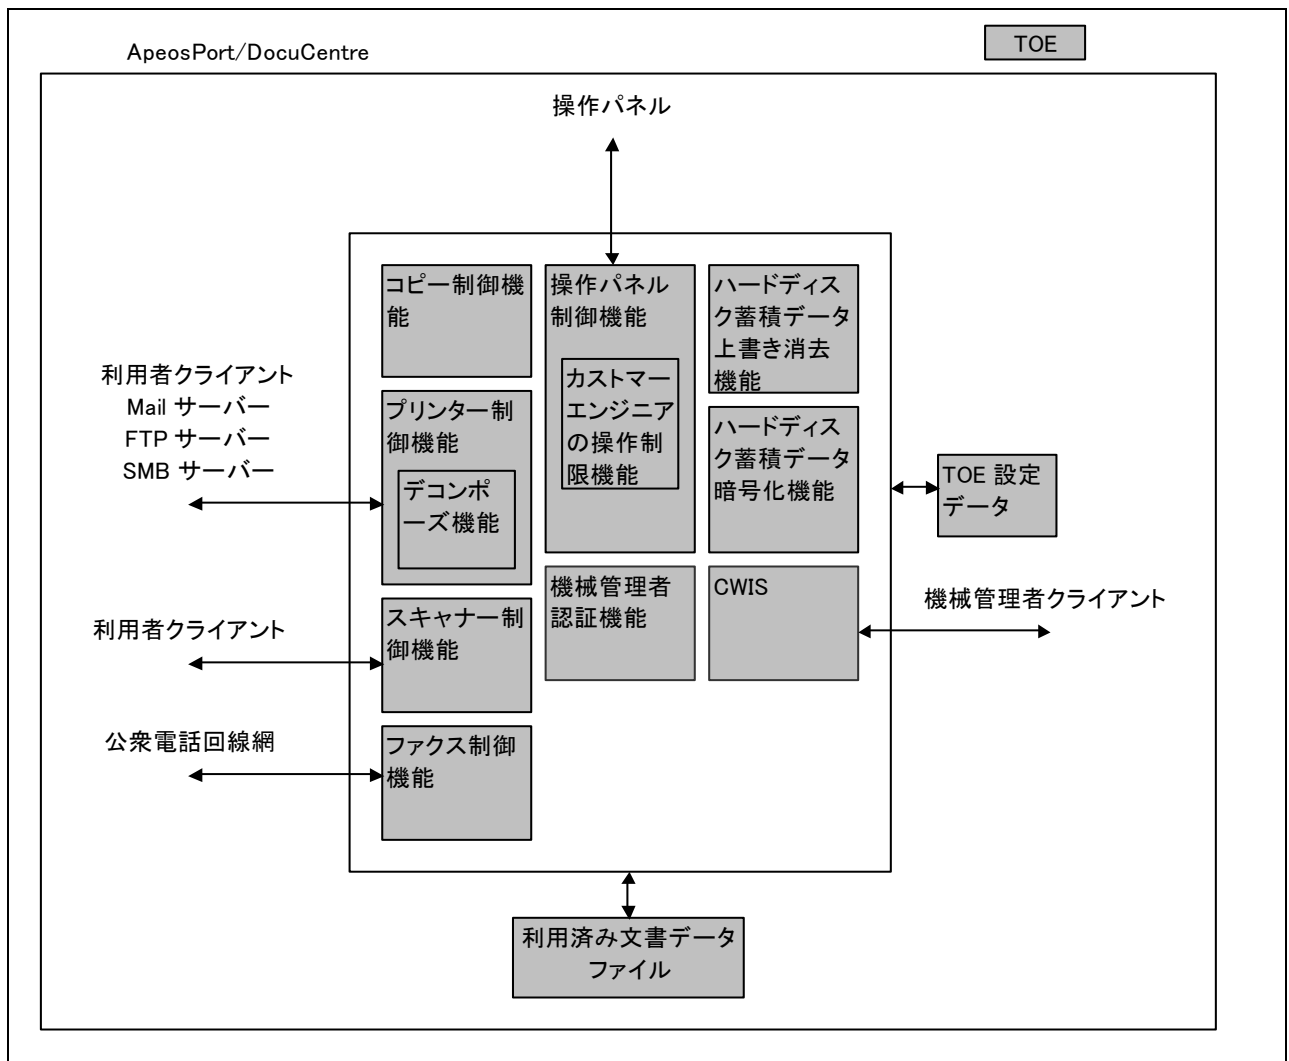 ApeosPort/DocuCentre
TOE
操作パネル
コピー制御機
能
操作パネル
制御機能
カストマー
エンジニア
の操作制
限機能
ハードディス
ク蓄積データ
上書き消去
機能
利用者クライアント
Mail サーバー
FTP サーバー
SMB サーバー
プリンター制
御機能
デコンポ
ーズ機能
ハードディス
ク蓄積データ
暗号化機能
TOE 設定
データ
機械管理者
認証機能
CWIS
機械管理者クライアント
利用者クライアント
スキャナー制
御機能
公衆電話回線網
ファクス制御
機能
利用済み文書データ
ファイル